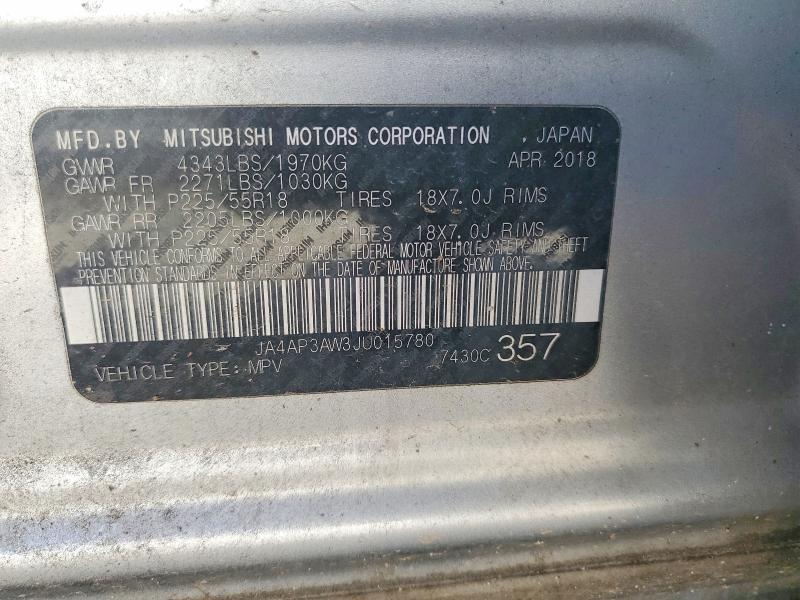 MFD.BY MITSUBISHI MOTORS CORPORATION , JAPAN
GVWR 4343LBS/1970KG APR 2018
GAWR FR 2271LBS/1030KG
WITH P225/55R18 TIRES 18X7.0J RIMS
GAWR RR 2205LBS/1000KG
WITH P225/55R18 TIRES 18X7.0J RIMS
THIS VEHICLE CONFORMS TO ALL APPLICABLE FEDERAL MOTOR VEHICLE SAFETY AND THEFT
PREVENTION STANDARDS IN EFFECT ON THE DATE OF MANUFACTURE SHOWN ABOVE.
JA4AP3AW3JU015780
7430C 357
VEHICLE TYPE: MPV